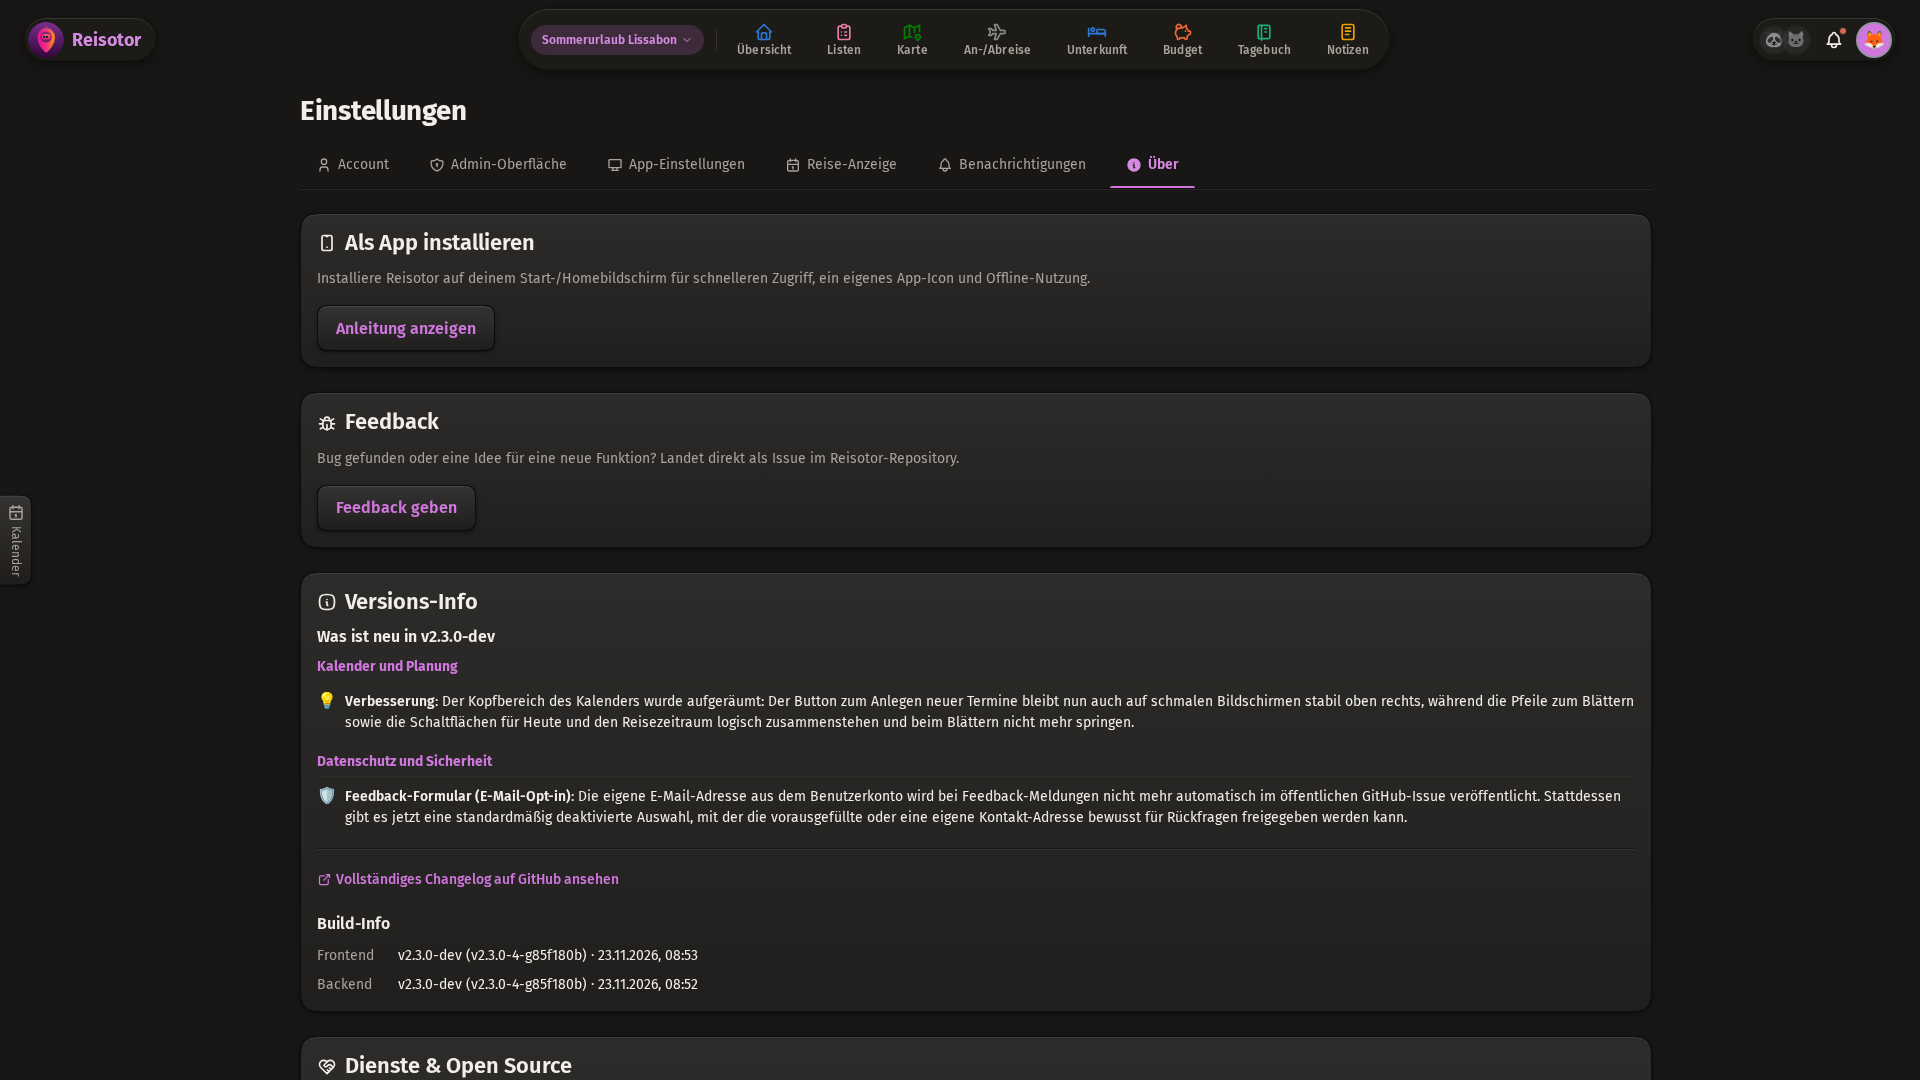 Reisotor
Sommerurlaub Lissabon
Übersicht
Listen
Karte
An-/Abreise
Unterkunft
Budget
Tagebuch
Notizen
Einstellungen
Account
Admin-Oberfläche
App-Einstellungen
Reise-Anzeige
Benachrichtigungen
Über
Als App installieren
Installiere Reisotor auf deinem Start-/Homebildschirm für schnelleren Zugriff, ein eigenes App-Icon und Offline-Nutzung.
Anleitung anzeigen
Feedback
Bug gefunden oder eine Idee für eine neue Funktion? Landet direkt als Issue im Reisotor-Repository.
Feedback geben
Kalender
Versions-Info
Was ist neu in v2.3.0-dev
Kalender und Planung
Verbesserung: Der Kopfbereich des Kalenders wurde aufgeräumt: Der Button zum Anlegen neuer Termine bleibt nun auch auf schmalen Bildschirmen stabil oben rechts, während die Pfeile zum Blättern
sowie die Schaltflächen für Heute und den Reisezeitraum logisch zusammenstehen und beim Blättern nicht mehr springen.
Datenschutz und Sicherheit
Feedback-Formular (E-Mail-Opt-in): Die eigene E-Mail-Adresse aus dem Benutzerkonto wird bei Feedback-Meldungen nicht mehr automatisch im öffentlichen GitHub-Issue veröffentlicht. Stattdessen
gibt es jetzt eine standardmäßig deaktivierte Auswahl, mit der die vorausgefüllte oder eine eigene Kontakt-Adresse bewusst für Rückfragen freigegeben werden kann.
Vollständiges Changelog auf GitHub ansehen
Build-Info
Frontend v2.3.0-dev (v2.3.0-4-g85f180b) · 23.11.2026, 08:53
Backend v2.3.0-dev (v2.3.0-4-g85f180b) · 23.11.2026, 08:52
Dienste & Open Source